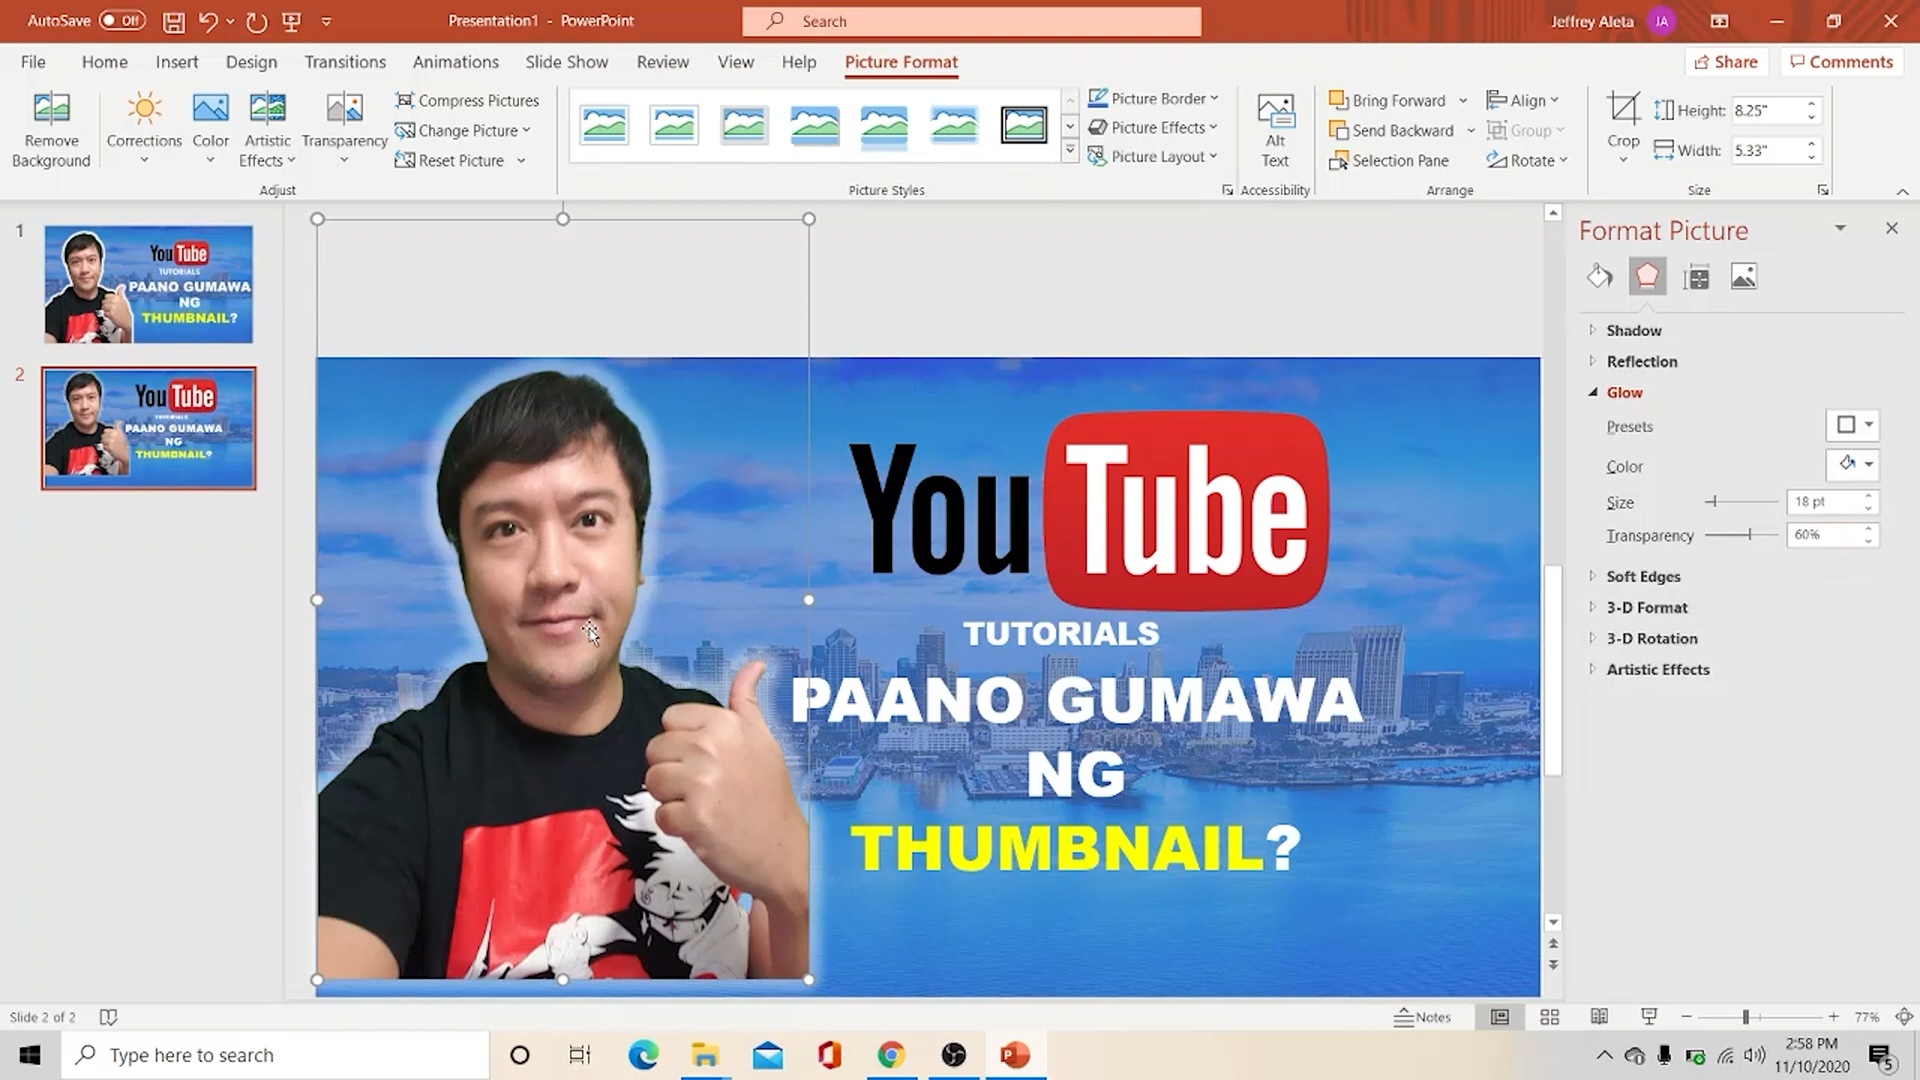 AutoSave Off Presentation1 - PowerPoint Search Jeffrey Aleta JA
File Home Insert Design Transitions Animations Slide Show Review View Help Picture Format Share Comments
Remove Background
Corrections
Color
Artistic Effects
Transparency
Compress Pictures
Change Picture
Reset Picture
Adjust
Picture Styles
Picture Border
Picture Effects
Picture Layout
Alt Text
Accessibility
Bring Forward
Send Backward
Selection Pane
Align
Group
Rotate
Arrange
Crop
Height: 8.25"
Width: 5.33"
Size
1
YouTube
TUTORIALS
PAANO GUMAWA
NG
THUMBNAIL?
2
YouTube
TUTORIALS
PAANO GUMAWA
NG
THUMBNAIL?
YouTube
TUTORIALS
PAANO GUMAWA
NG
THUMBNAIL?
Format Picture
Shadow
Reflection
Glow
Presets
Color
Size 18 pt
Transparency 60%
Soft Edges
3-D Format
3-D Rotation
Artistic Effects
Slide 2 of 2 Notes 77%
Type here to search
2:58 PM
11/10/2020
5